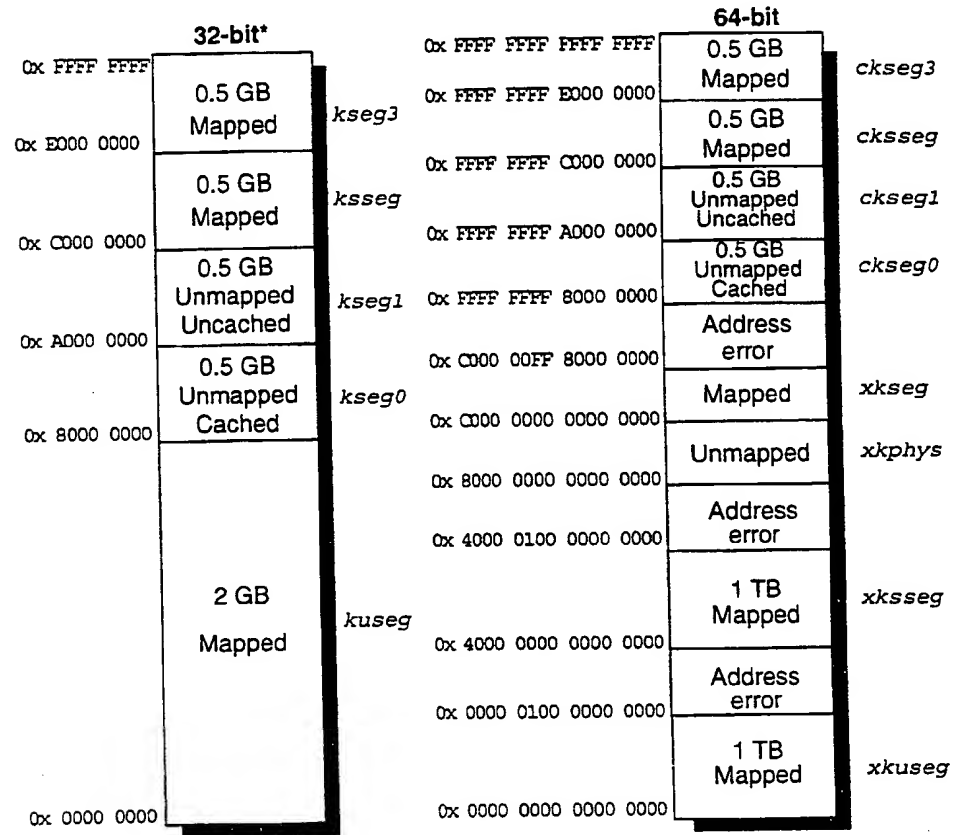 32-bit*
0x FFFF FFFF
0.5 GB
Mapped
kseg3
0x E000 0000
0.5 GB
Mapped
ksseg
0x C000 0000
0.5 GB
Unmapped
Uncached
kseg1
0x A000 0000
0.5 GB
Unmapped
Cached
kseg0
0x 8000 0000
2 GB
Mapped
kuseg
0x 0000 0000
64-bit
0x FFFF FFFF FFFF FFFF
0.5 GB
Mapped
ckseg3
0x FFFF FFFF E000 0000
0.5 GB
Mapped
cksseg
0x FFFF FFFF C000 0000
0.5 GB
Unmapped
Uncached
ckseg1
0x FFFF FFFF A000 0000
0.5 GB
Unmapped
Cached
ckseg0
0x FFFF FFFF 8000 0000
Address
error
0x C000 00FF 8000 0000
Mapped
xkseg
0x C000 0000 0000 0000
Unmapped
xkphys
0x 8000 0000 0000 0000
Address
error
0x 4000 0100 0000 0000
1 TB
Mapped
xksseg
0x 4000 0000 0000 0000
Address
error
0x 0000 0100 0000 0000
1 TB
Mapped
xkuseg
0x 0000 0000 0000 0000